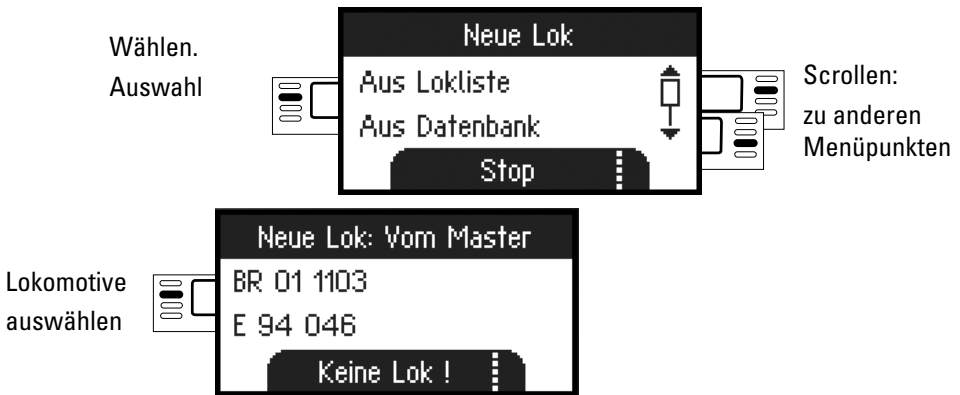 Wählen.
Auswahl
Neue Lok
Aus Lokliste
Aus Datenbank
Stop
Scrollen:
zu anderen
Menüpunkten
Lokomotive
auswählen
Neue Lok: Vom Master
BR 01 1103
E 94 046
Keine Lok !